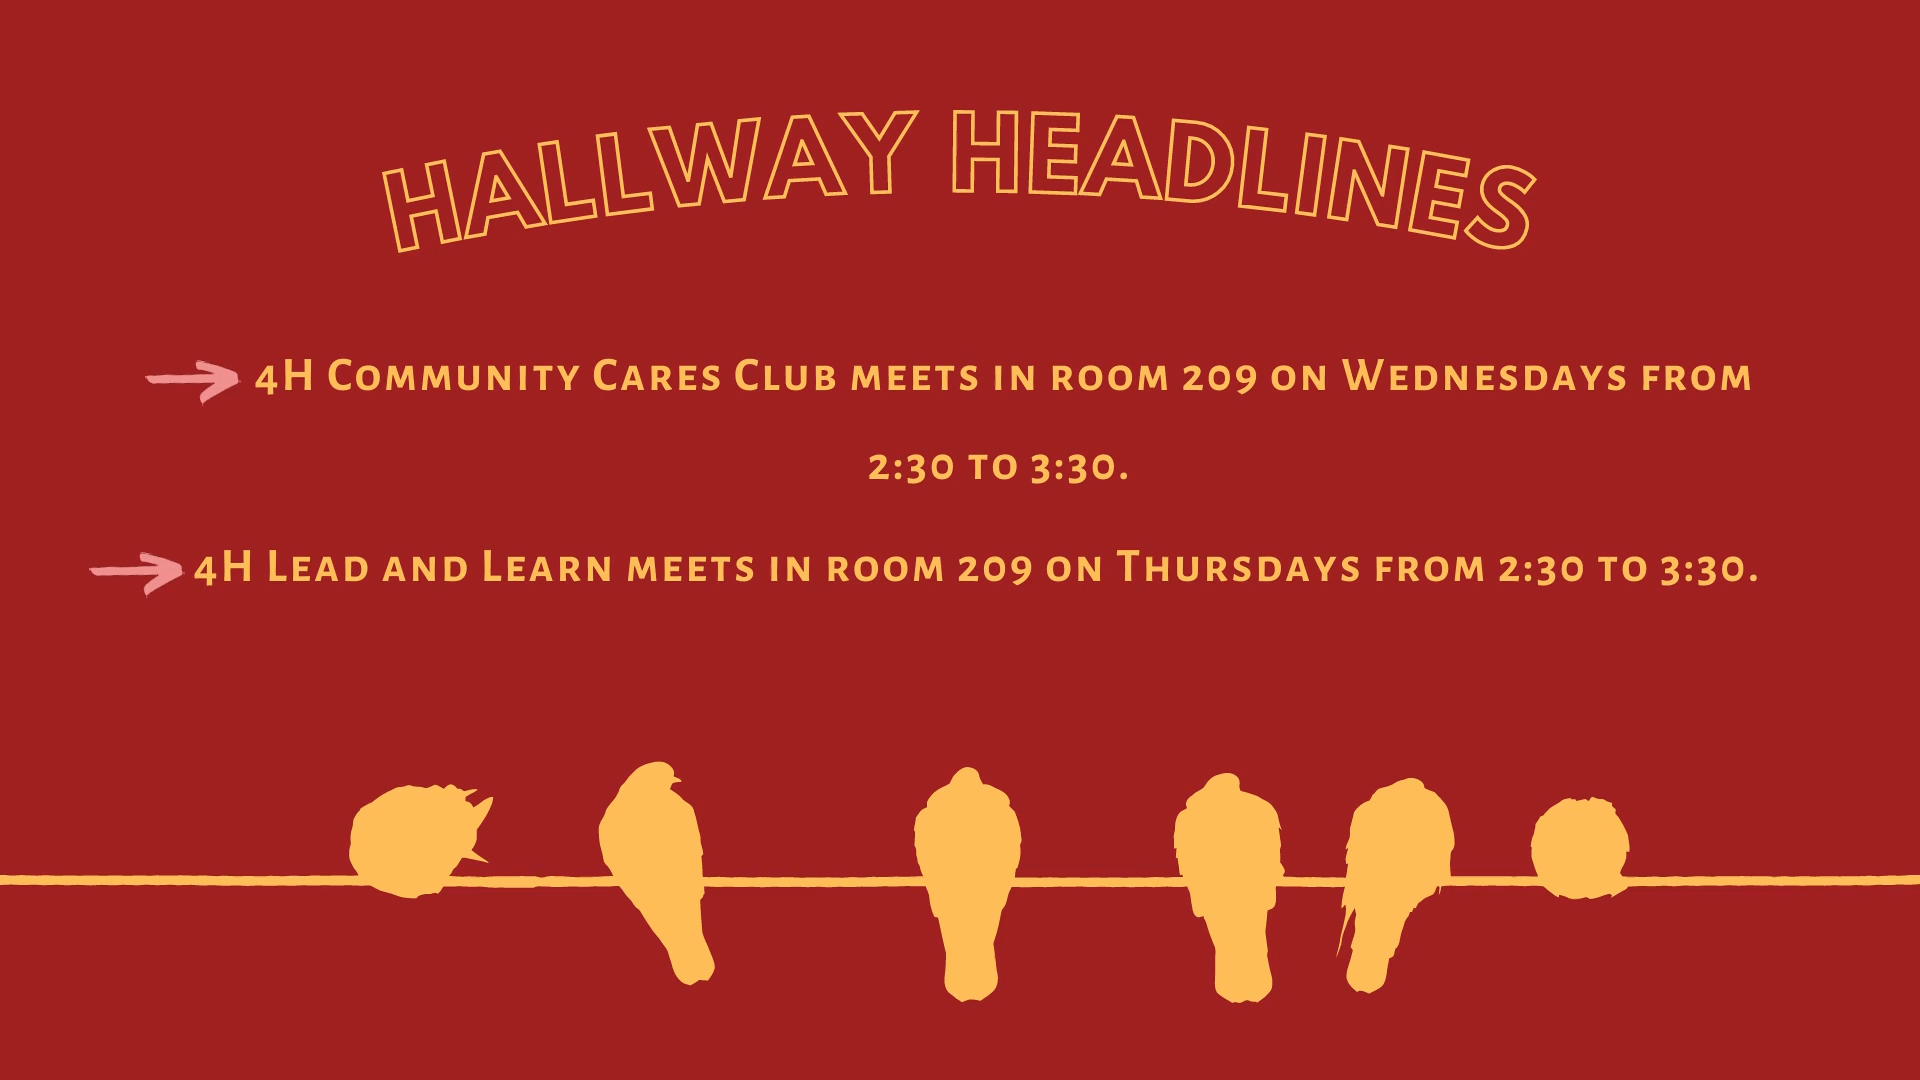 HALLWAY HEADLINES
4H Community Cares Club meets in room 209 on Wednesdays from
2:30 to 3:30.
4H Lead and Learn meets in room 209 on Thursdays from 2:30 to 3:30.